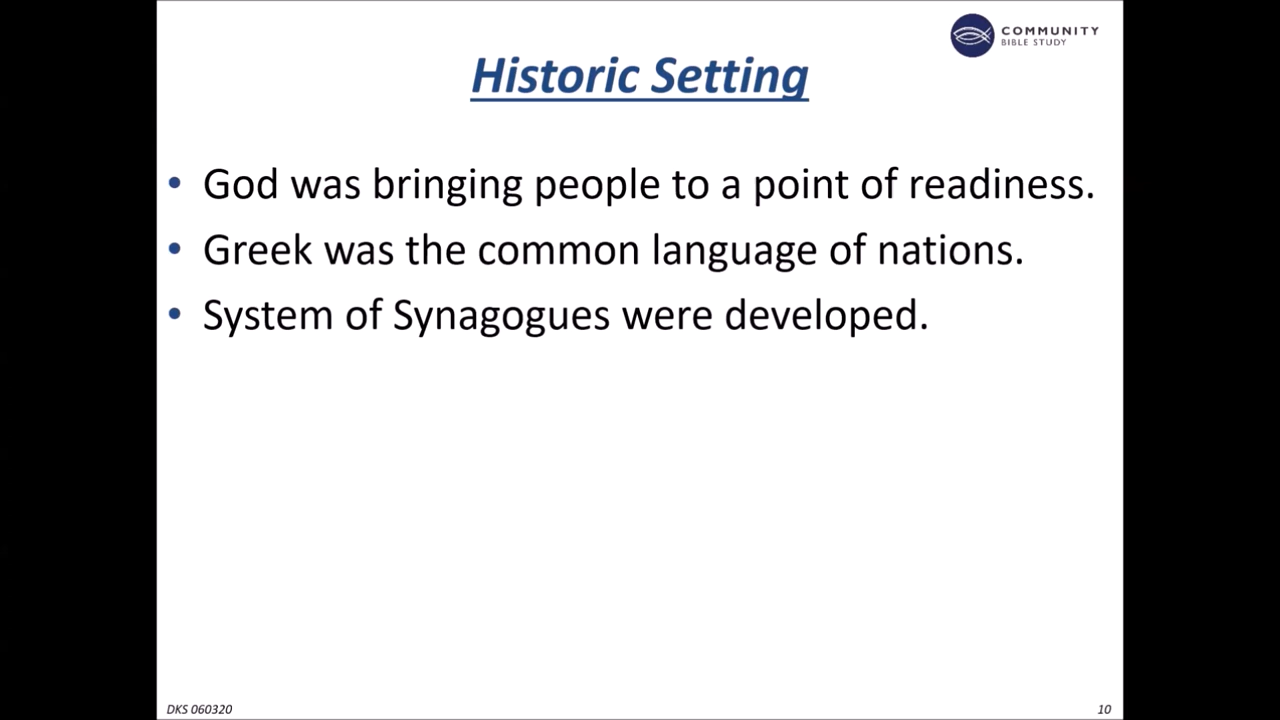 COMMUNITY
BIBLE STUDY
Historic Setting
• God was bringing people to a point of readiness.
• Greek was the common language of nations.
• System of Synagogues were developed.
DKS 060320
10